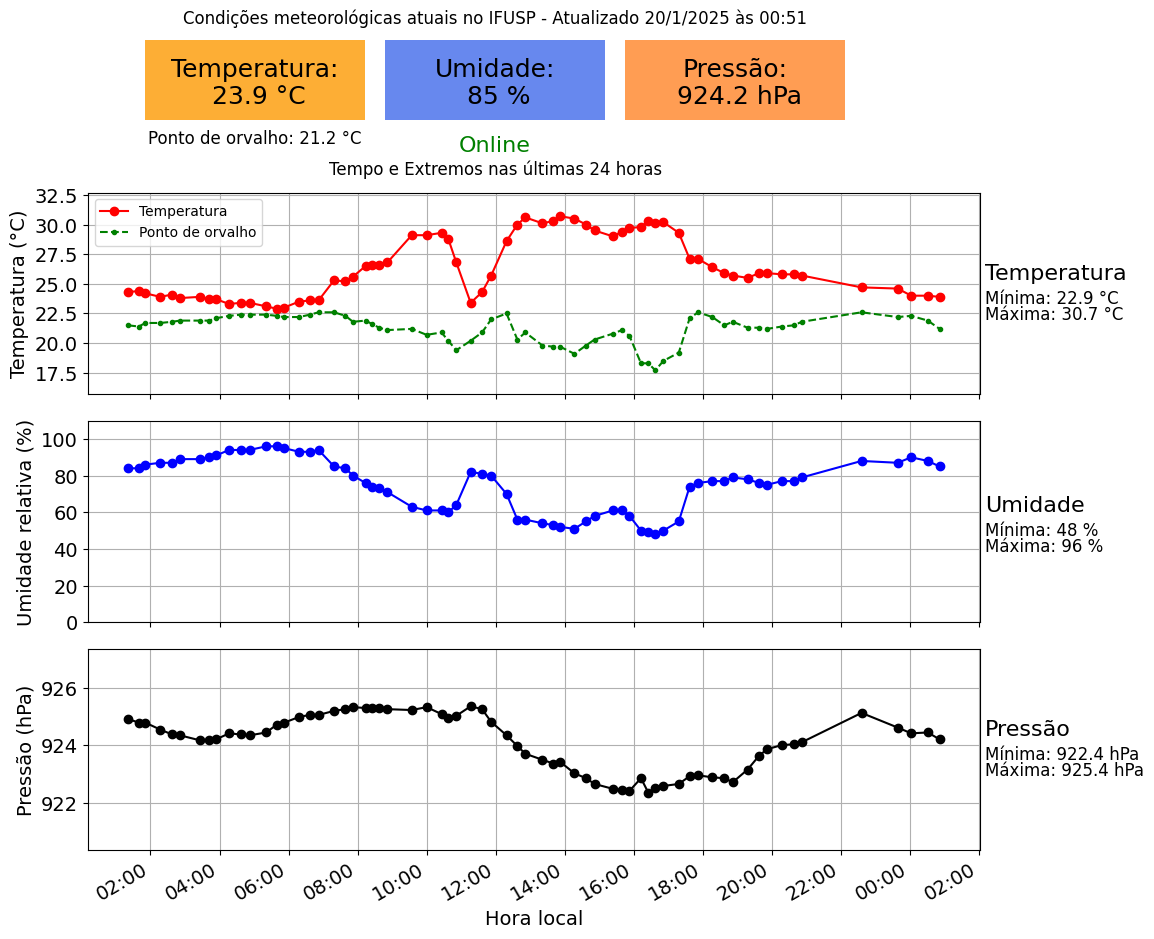 Condições meteorológicas atuais no IFUSP - Atualizado 20/1/2025 às 00:51
Temperatura:
23.9 °C
Umidade:
85 %
Pressão:
924.2 hPa
Ponto de orvalho: 21.2 °C
Online
Tempo e Extremos nas últimas 24 horas
Temperatura (°C)
32.5
30.0
27.5
25.0
22.5
20.0
17.5
Temperatura
Ponto de orvalho
Temperatura
Mínima: 22.9 °C
Máxima: 30.7 °C
Umidade relativa (%)
100
80
60
40
20
0
Umidade
Mínima: 48 %
Máxima: 96 %
Pressão (hPa)
926
924
922
Pressão
Mínima: 922.4 hPa
Máxima: 925.4 hPa
02:00 04:00 06:00 08:00 10:00 12:00 14:00 16:00 18:00 20:00 22:00 00:00 02:00
Hora local